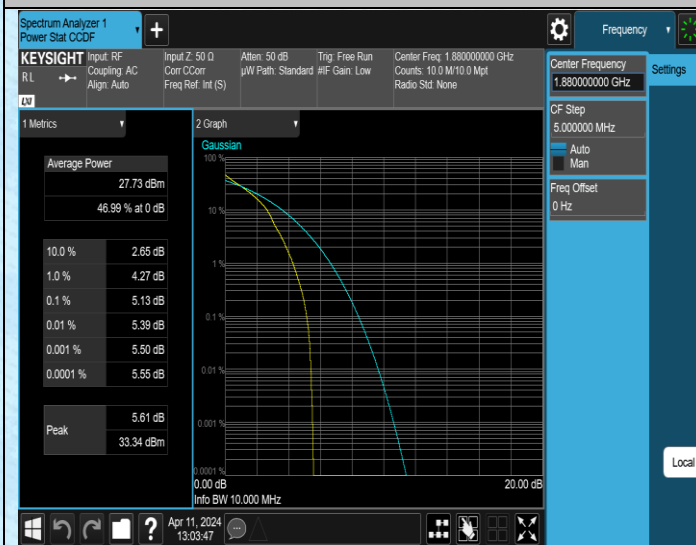 Spectrum Analyzer 1
Power Stat CCDF
Frequency
KEYSIGHT
R L
LXI
Input: RF
Coupling: AC
Align: Auto
Input Z: 50 Ω
Corr CCorr
Freq Ref: Int (S)
Atten: 50 dB
µW Path: Standard
Trig: Free Run
#IF Gain: Low
Center Freq: 1.880000000 GHz
Counts: 10.0 M/10.0 Mpt
Radio Std: None
Center Frequency
1.880000000 GHz
Settings
CF Step
5.000000 MHz
Auto
Man
Freq Offset
0 Hz
1 Metrics
Average Power
27.73 dBm
46.99 % at 0 dB
10.0 % 2.65 dB
1.0 % 4.27 dB
0.1 % 5.13 dB
0.01 % 5.39 dB
0.001 % 5.50 dB
0.0001 % 5.55 dB
Peak
5.61 dB
33.34 dBm
2 Graph
Gaussian
100 %
10 %
1 %
0.1 %
0.01 %
0.001 %
0.0001 %
0.00 dB 20.00 dB
Info BW 10.000 MHz
Local
?
Apr 11, 2024
13:03:47